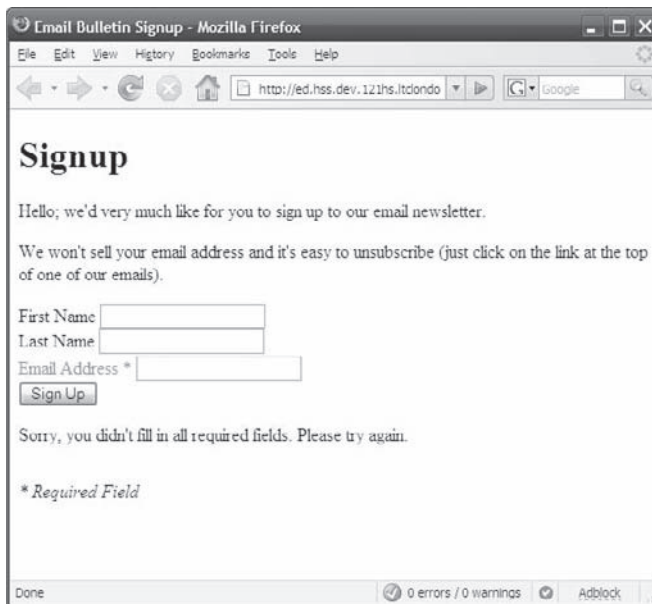 Email Bulletin Signup - Mozilla Firefox
File Edit View History Bookmarks Tools Help
http://ed.hss.dev.121hs.ltdondo G Google
Signup
Hello; we'd very much like for you to sign up to our email newsletter.
We won't sell your email address and it's easy to unsubscribe (just click on the link at the top
of one of our emails).
First Name
Last Name
Email Address *
Sign Up
Sorry, you didn't fill in all required fields. Please try again.
* Required Field
Done 0 errors / 0 warnings Adblock